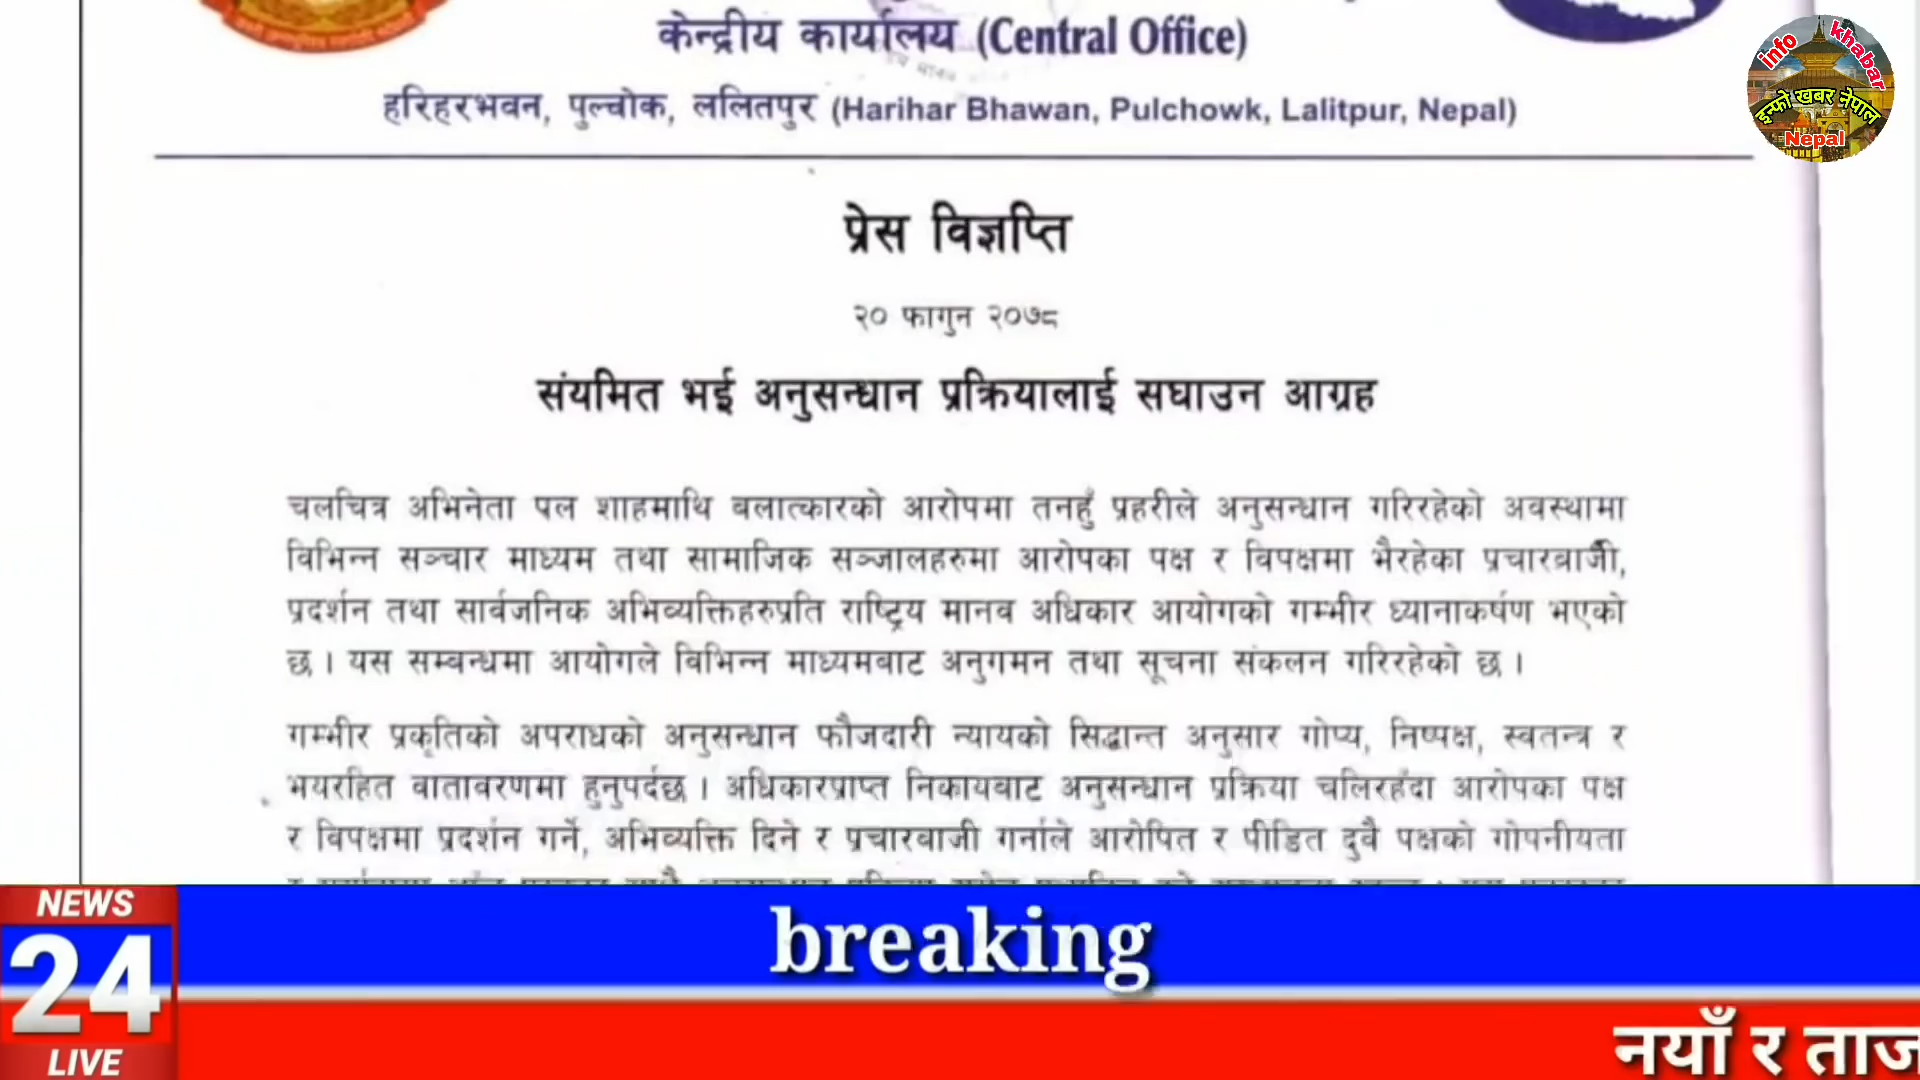 केन्द्रीय कार्यालय (Central Office)
हरिहरभवन, पुल्चोक, ललितपुर (Harihar Bhawan, Pulchowk, Lalitpur, Nepal)
info khabar
इन्फो खबर नेपाल
Nepal
प्रेस विज्ञप्ति
२० फागुन २०७८
संयमित भई अनुसन्धान प्रक्रियालाई सघाउन आग्रह
चलचित्र अभिनेता पल शाहमाथि बलात्कारको आरोपमा तनहुँ प्रहरीले अनुसन्धान गरिरहेको अवस्थामा
विभिन्न सञ्चार माध्यम तथा सामाजिक सञ्जालहरुमा आरोपका पक्ष र विपक्षमा भैरहेका प्रचारबाजी,
प्रदर्शन तथा सार्वजनिक अभिव्यक्तिहरुप्रति राष्ट्रिय मानव अधिकार आयोगको गम्भीर ध्यानाकर्षण भएको
छ । यस सम्बन्धमा आयोगले विभिन्न माध्यमबाट अनुगमन तथा सूचना संकलन गरिरहेको छ ।
गम्भीर प्रकृतिको अपराधको अनुसन्धान फौजदारी न्यायको सिद्धान्त अनुसार गोप्य, निष्पक्ष, स्वतन्त्र र
भयरहित वातावरणमा हुनुपर्दछ । अधिकारप्राप्त निकायबाट अनुसन्धान प्रक्रिया चलिरहँदा आरोपका पक्ष
र विपक्षमा प्रदर्शन गर्ने, अभिव्यक्ति दिने र प्रचारबाजी गर्नाले आरोपित र पीडित दुवै पक्षको गोपनीयता
NEWS
24
LIVE
breaking
नयाँ र ताज